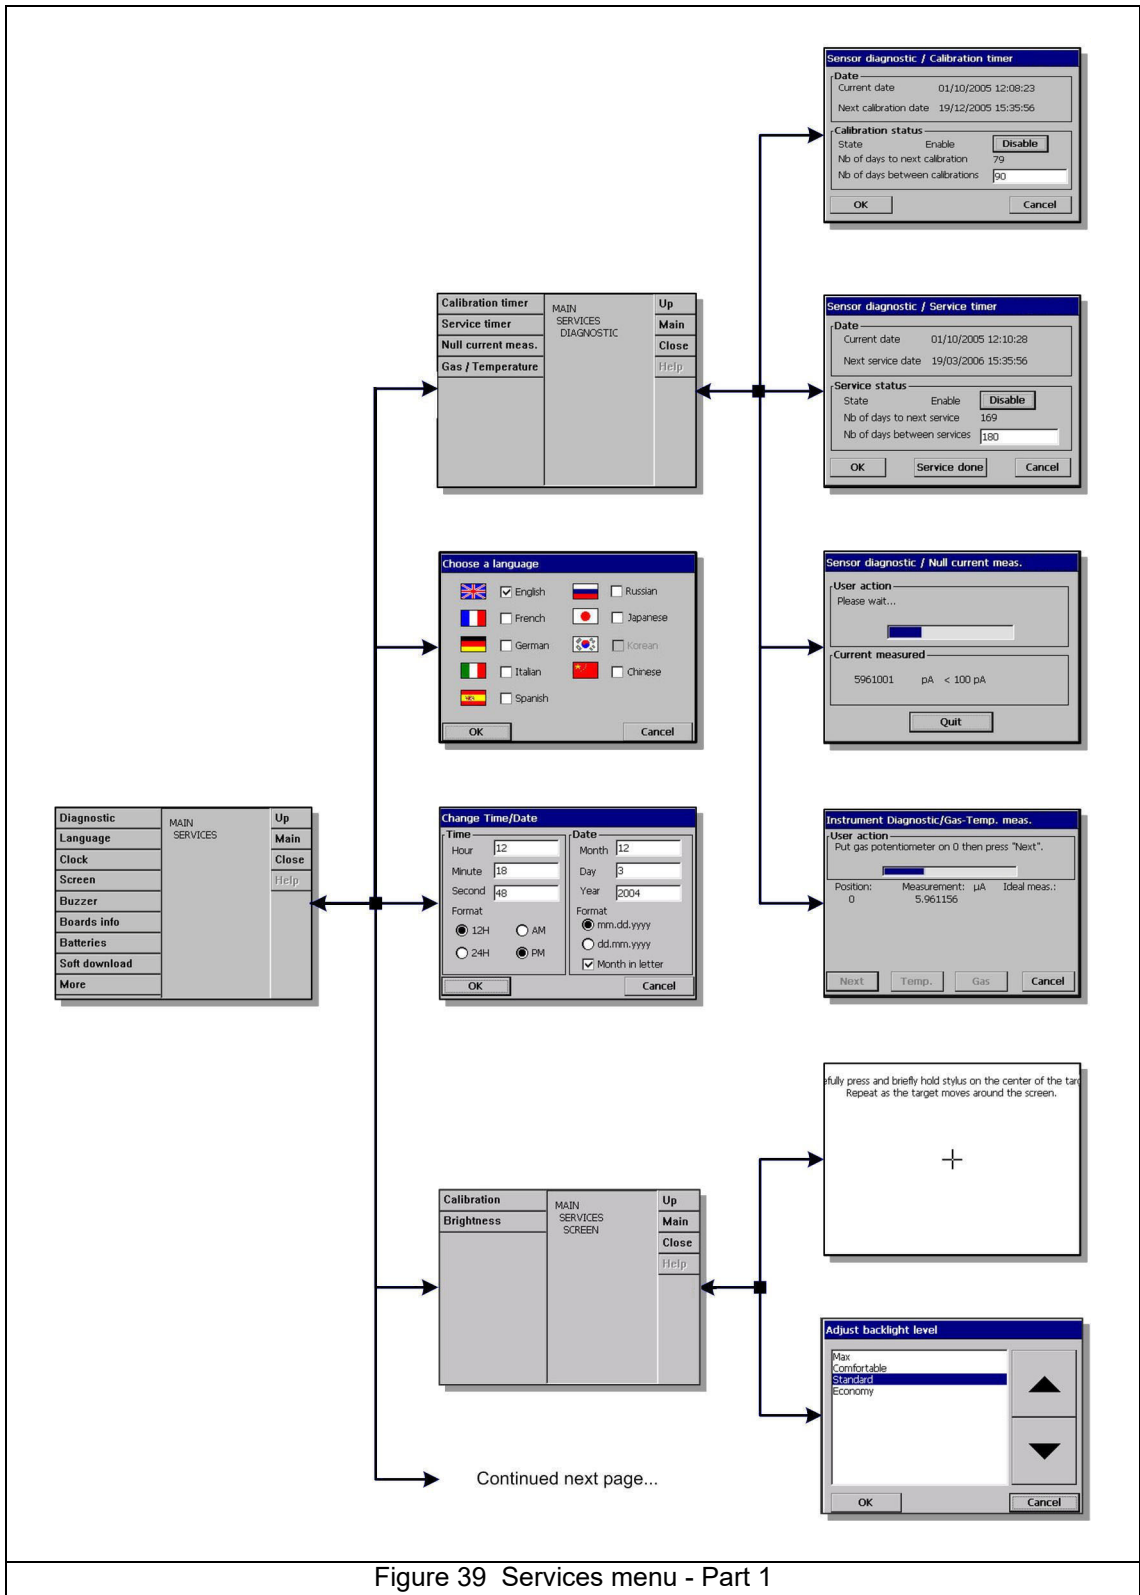 Sensor diagnostic / Calibration timer
Date
Current date 01/10/2005 12:08:23
Next calibration date 19/12/2005 15:35:56
Calibration status
State Enable Disable
Nb of days to next calibration 79
Nb of days between calibrations 90
OK Cancel
Calibration timer
Service timer
Null current meas.
Gas / Temperature
MAIN
SERVICES
DIAGNOSTIC
Up
Main
Close
Help
Sensor diagnostic / Service timer
Date
Current date 01/10/2005 12:10:28
Next service date 19/03/2006 15:35:56
Service status
State Enable Disable
Nb of days to next service 169
Nb of days between services 180
OK Service done Cancel
Choose a language
English Russian
French Japanese
German Korean
Italian Chinese
Spanish
OK Cancel
Sensor diagnostic / Null current meas.
User action
Please wait...
Current measured
5961001 pA < 100 pA
Quit
Diagnostic
Language
Clock
Screen
Buzzer
Boards info
Batteries
Soft download
More
MAIN
SERVICES
Up
Main
Close
Help
Change Time/Date
Time Date
Hour 12 Month 12
Minute 18 Day 3
Second 48 Year 2004
Format Format
12H AM mm.dd.yyyy
24H PM dd.mm.yyyy
Month in letter
OK Cancel
Instrument Diagnostic/Gas-Temp. meas.
User action
Put gas potentiometer on 0 then press "Next".
Position: Measurement: µA Ideal meas.:
0 5.961156
Next Temp. Gas Cancel
Calibration
Brightness
MAIN
SERVICES
SCREEN
Up
Main
Close
Help
efully press and briefly hold stylus on the center of the targ
Repeat as the target moves around the screen.
Adjust backlight level
Max
Comfortable
Standard
Economy
OK Cancel
Continued next page...
Figure 39 Services menu - Part 1